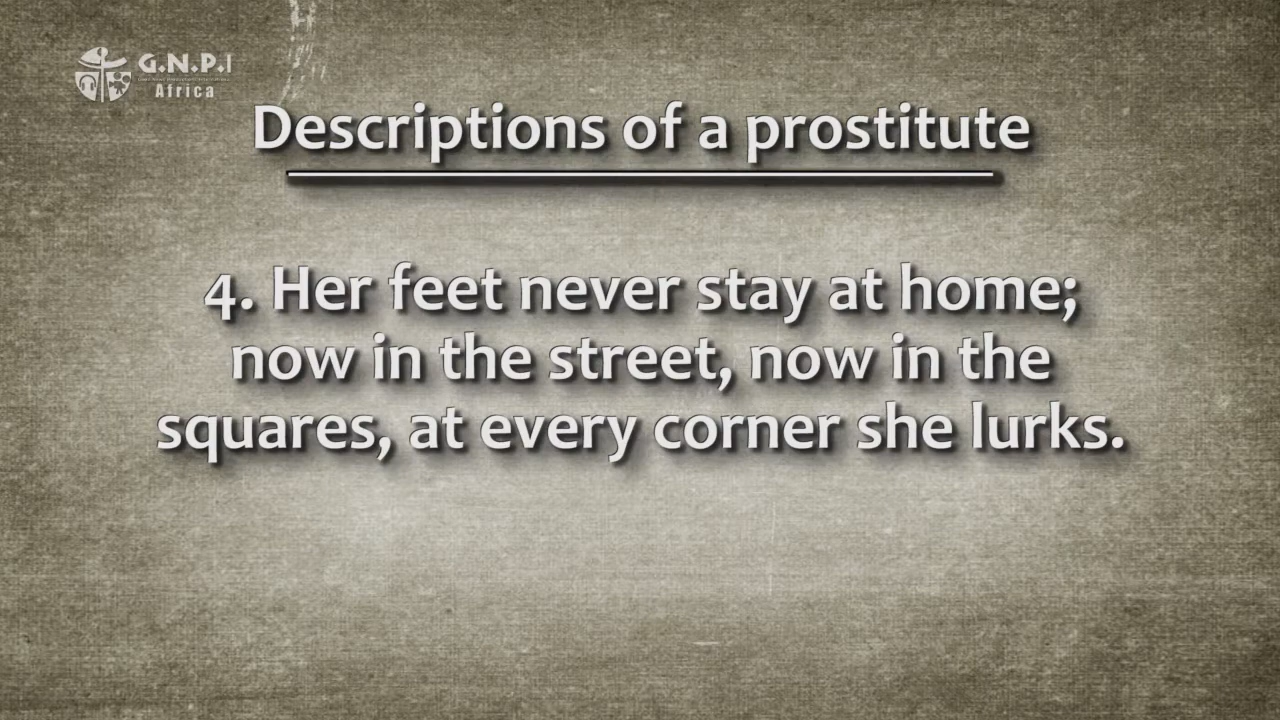 G.N.P.I
Africa
Descriptions of a prostitute
4. Her feet never stay at home;
now in the street, now in the
squares, at every corner she lurks.